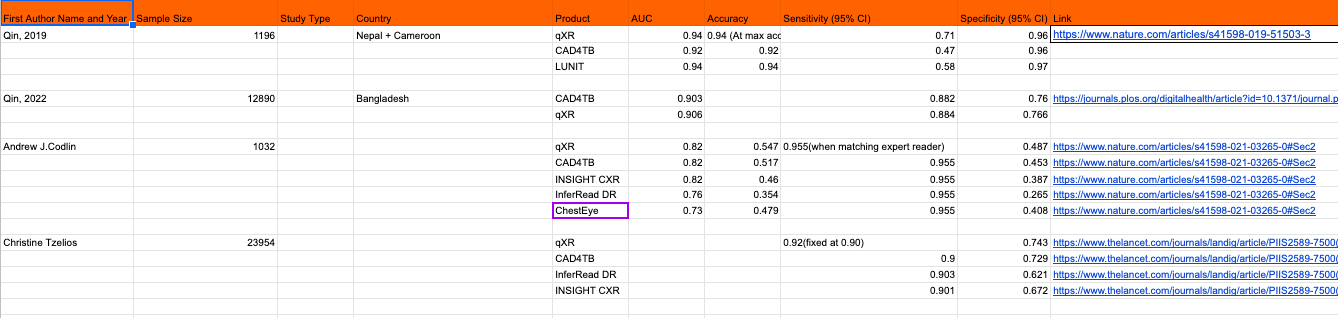 First Author Name and Year Sample Size Study Type Country Product AUC Accuracy Sensitivity (95% CI) Specificity (95% CI) Link
Qin, 2019 1196 Nepal + Cameroon qXR 0.94 0.94 (At max acc 0.71 0.96 https://www.nature.com/articles/s41598-019-51503-3
CAD4TB 0.92 0.92 0.47 0.96
LUNIT 0.94 0.94 0.58 0.97
Qin, 2022 12890 Bangladesh CAD4TB 0.903 0.882 0.76 https://journals.plos.org/digitalhealth/article?id=10.1371/journal.p
qXR 0.906 0.884 0.766
Andrew J.Codlin 1032 qXR 0.82 0.547 0.955(when matching expert reader) 0.487 https://www.nature.com/articles/s41598-021-03265-0#Sec2
CAD4TB 0.82 0.517 0.955 0.453 https://www.nature.com/articles/s41598-021-03265-0#Sec2
INSIGHT CXR 0.82 0.46 0.955 0.387 https://www.nature.com/articles/s41598-021-03265-0#Sec2
InferRead DR 0.76 0.354 0.955 0.265 https://www.nature.com/articles/s41598-021-03265-0#Sec2
ChestEye 0.73 0.479 0.955 0.408 https://www.nature.com/articles/s41598-021-03265-0#Sec2
Christine Tzelios 23954 qXR 0.92(fixed at 0.90) 0.743 https://www.thelancet.com/journals/landig/article/PIIS2589-7500(
CAD4TB 0.9 0.729 https://www.thelancet.com/journals/landig/article/PIIS2589-7500(
InferRead DR 0.903 0.621 https://www.thelancet.com/journals/landig/article/PIIS2589-7500(
INSIGHT CXR 0.901 0.672 https://www.thelancet.com/journals/landig/article/PIIS2589-7500(